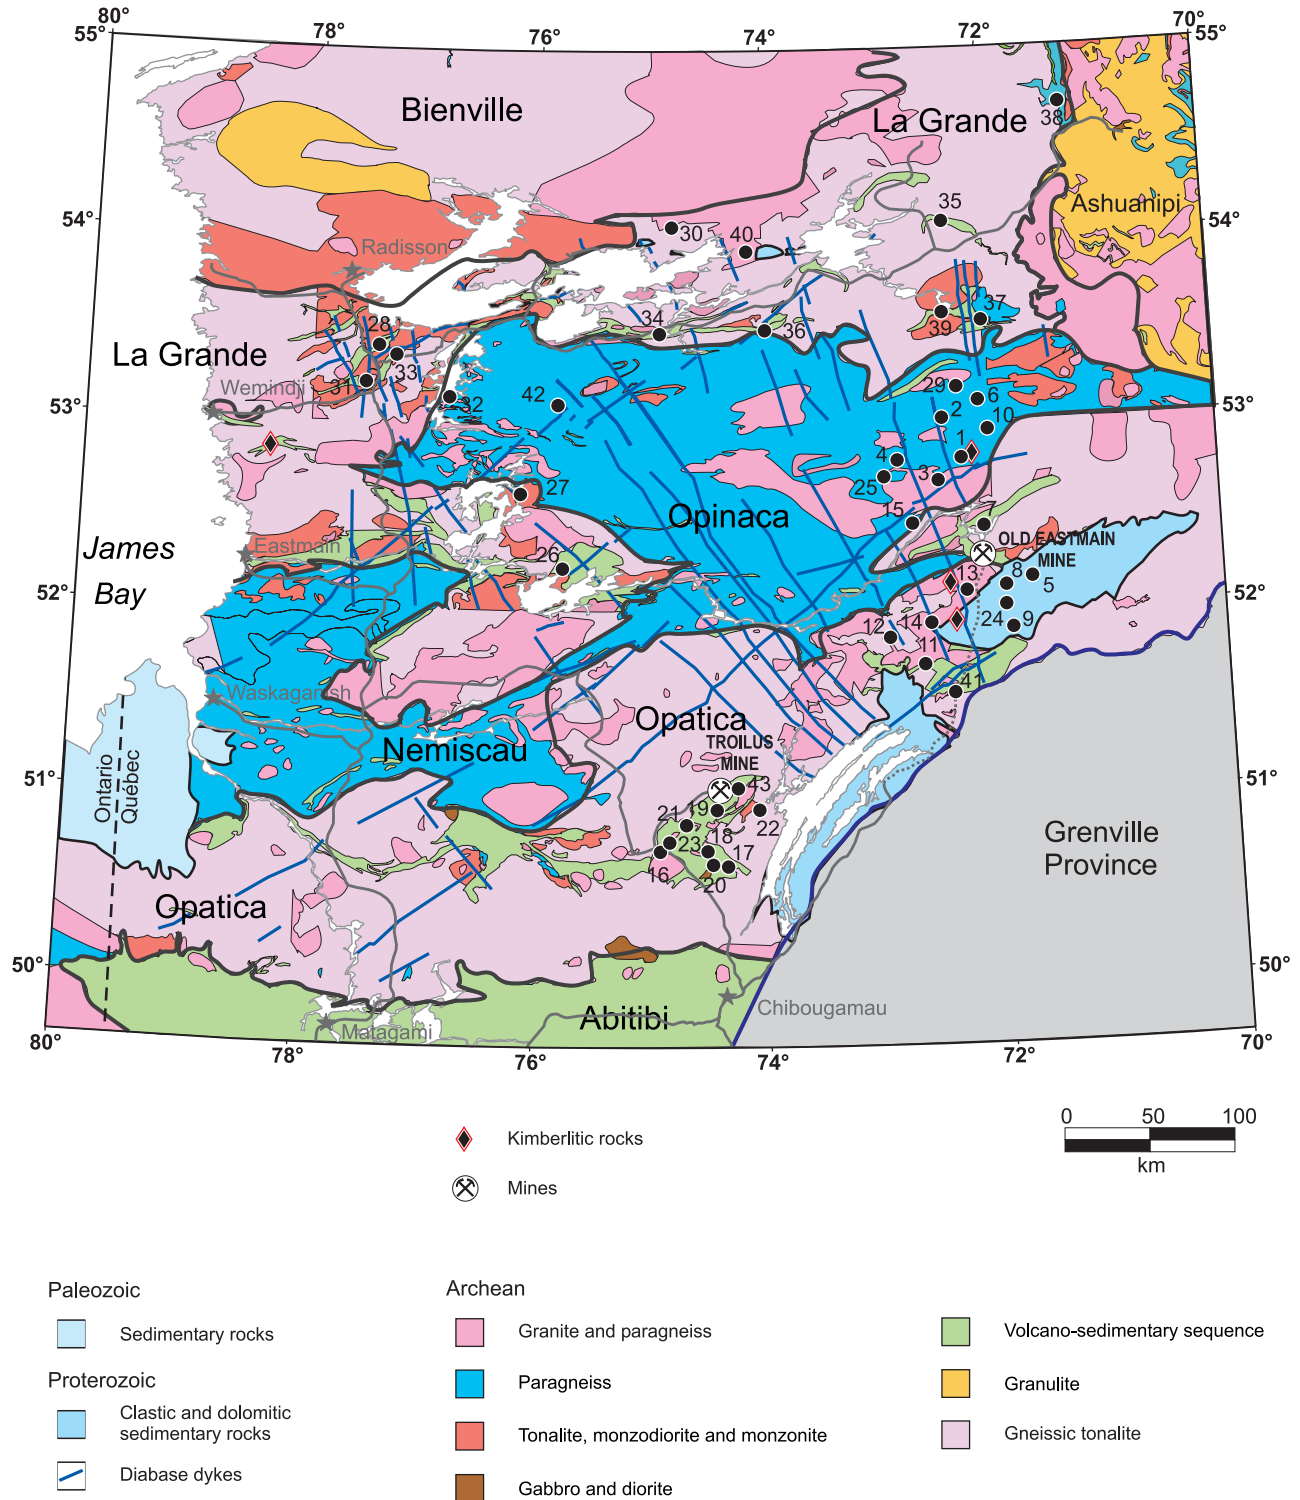 80°
78°
76°
74°
72°
70°
55°
55°
Bienville
La Grande
38
Ashuanipi
54°
54°
35
30
40
Radisson
37
39
34
36
28
33
31
La Grande
Wemindji
32
42
29
6
2
10
53°
53°
1
4
3
25
15
27
Opinaca
7
OLD EASTMAIN
MINE
James
Bay
Eastmain
26
13
8
5
52°
52°
24
9
14
12
11
41
Waskaganish
Opatica
Nemiscau
TROILUS
MINE
51°
51°
Ontario
Québec
43
19
21
22
18
23
17
16
20
Grenville
Province
Opatica
50°
50°
Chibougamau
Abitibi
Matagami
80°
78°
76°
74°
72°
70°
Kimberlitic rocks
Mines
0 50 100
km
Paleozoic
Sedimentary rocks
Proterozoic
Clastic and dolomitic
sedimentary rocks
Diabase dykes
Archean
Granite and paragneiss
Paragneiss
Tonalite, monzodiorite and monzonite
Gabbro and diorite
Volcano-sedimentary sequence
Granulite
Gneissic tonalite